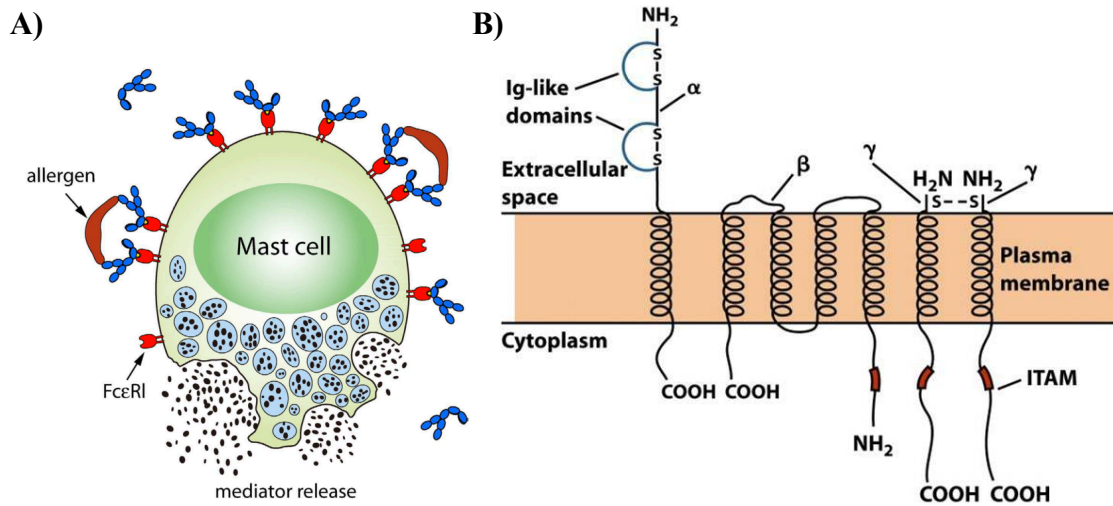 A)
allergen
Mast cell
FcεRI
mediator release
B)
NH₂
S
S
Ig-like
domains
α
S
S
Extracellular
space
β
γ
γ
H₂N NH₂
S--S
Plasma
membrane
Cytoplasm
COOH
COOH
ITAM
NH₂
COOH
COOH